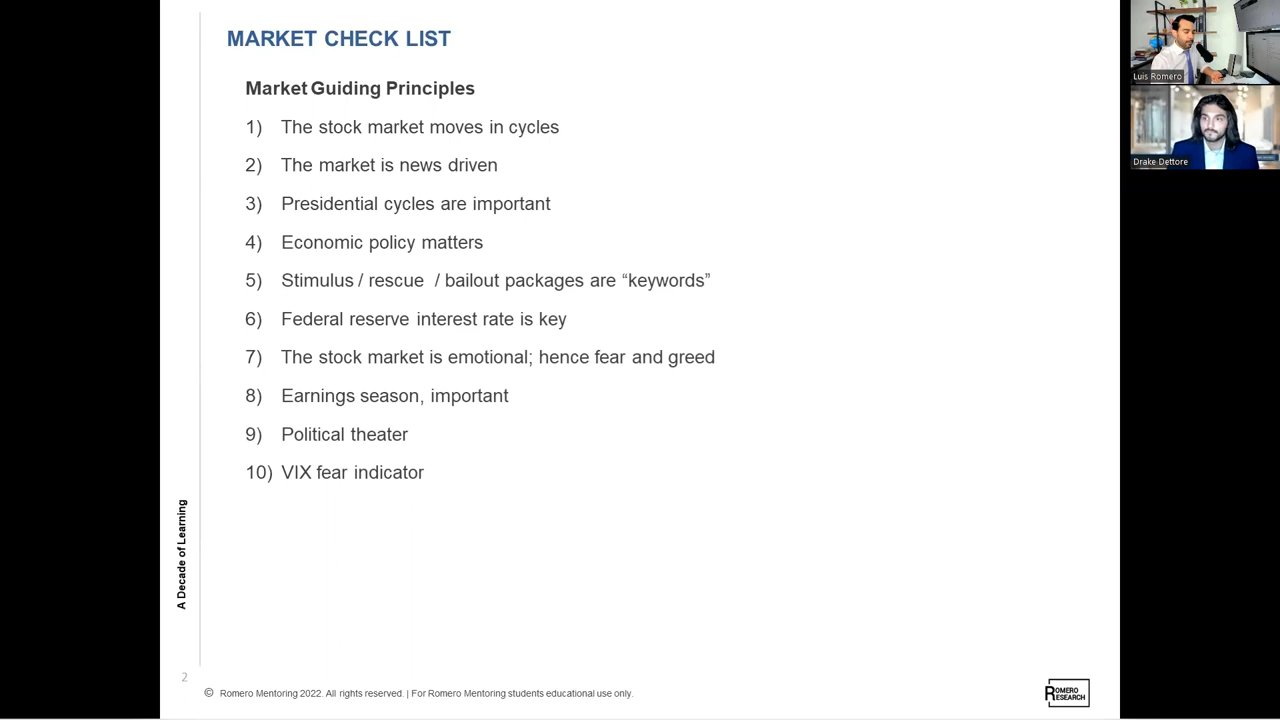 MARKET CHECK LIST
Market Guiding Principles
1) The stock market moves in cycles
2) The market is news driven
3) Presidential cycles are important
4) Economic policy matters
5) Stimulus / rescue / bailout packages are “keywords”
6) Federal reserve interest rate is key
7) The stock market is emotional; hence fear and greed
8) Earnings season, important
9) Political theater
10) VIX fear indicator
A Decade of Learning
2
© Romero Mentoring 2022. All rights reserved. | For Romero Mentoring students educational use only.
ROMERO
RESEARCH
Luis Romero
Drake Dettore